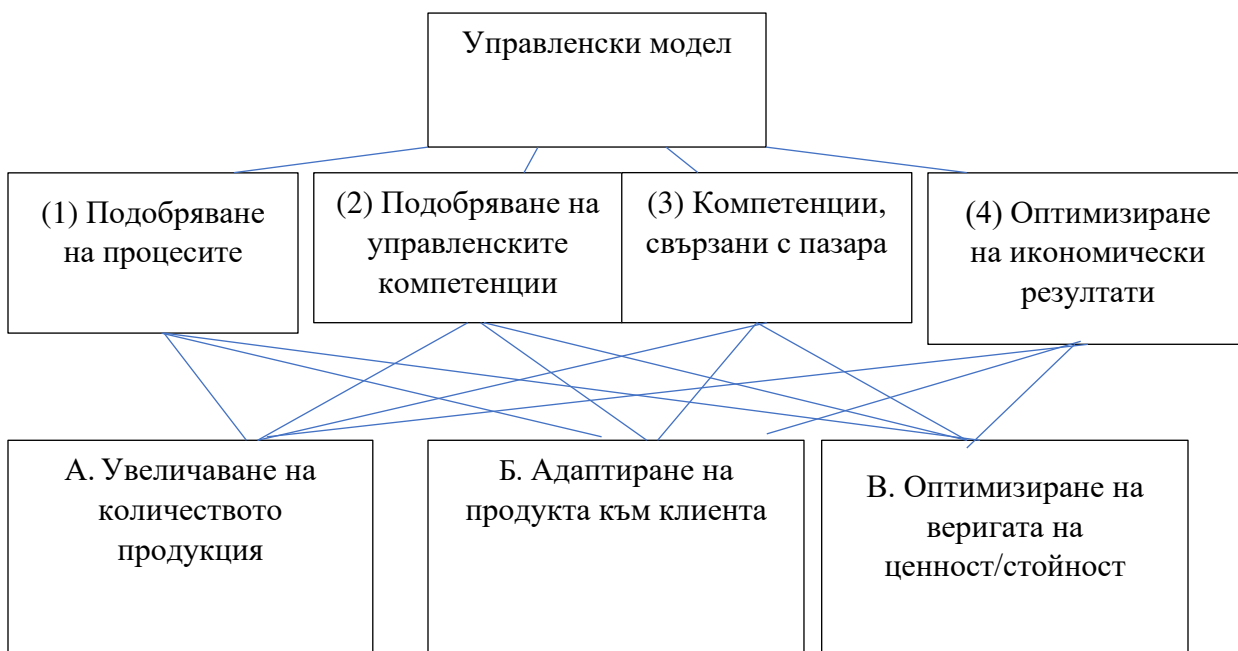 Управленски модел
(1) Подобряване
на процесите
(2) Подобряване на
управленските
компетенции
(3) Компетенции,
свързани с пазара
(4) Оптимизиране
на икономически
резултати
А. Увеличаване на
количеството
продукция
Б. Адаптиране на
продукта към клиента
В. Оптимизиране на
веригата на
ценност/стойност